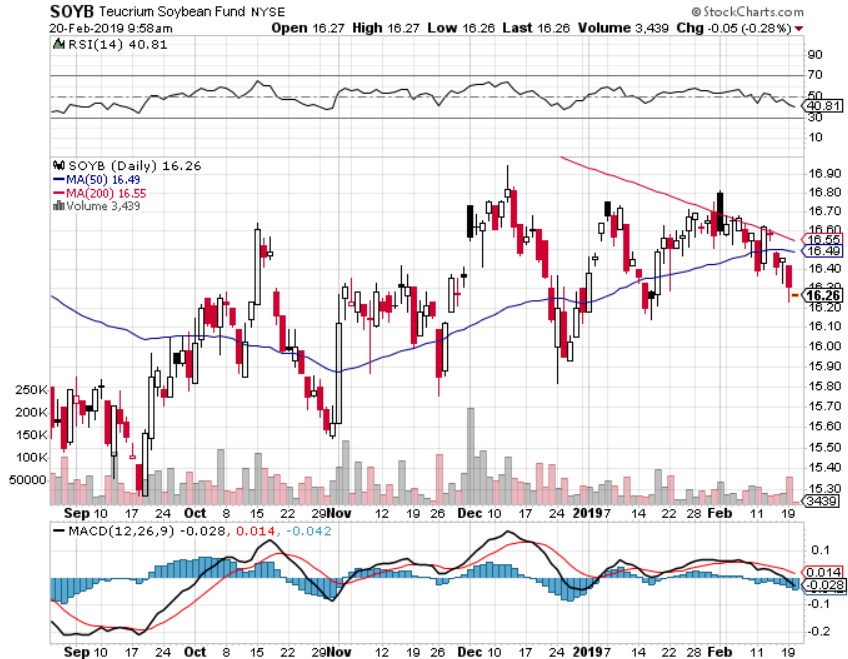 SOYB Teucrium Soybean Fund NYSE © StockCharts.com
20-Feb-2019 9:58am Open 16.27 High 16.27 Low 16.26 Last 16.26 Volume 3,439 Chg -0.05 (-0.28%)
RSI(14) 40.81
90
70
50
40.81
30
10
SOYB (Daily) 16.26
MA(50) 16.49
MA(200) 16.55
Volume 3,439
16.90
16.80
16.70
16.60
16.55
16.49
16.40
16.30
16.26
16.20
16.10
16.00
15.90
15.80
15.70
15.60
15.50
15.40
15.30
3439
250K
200K
150K
100K
50000
Sep 10 17 24 Oct 8 15 22 29 Nov 12 19 26 Dec 10 17 24 2019 7 14 22 28 Feb 11 19
MACD(12,26,9) -0.028, 0.014, -0.042
0.1
0.014
-0.028
-0.1
-0.2
Sep 10 17 24 Oct 8 15 22 29 Nov 12 19 26 Dec 10 17 24 2019 7 14 22 28 Feb 11 19